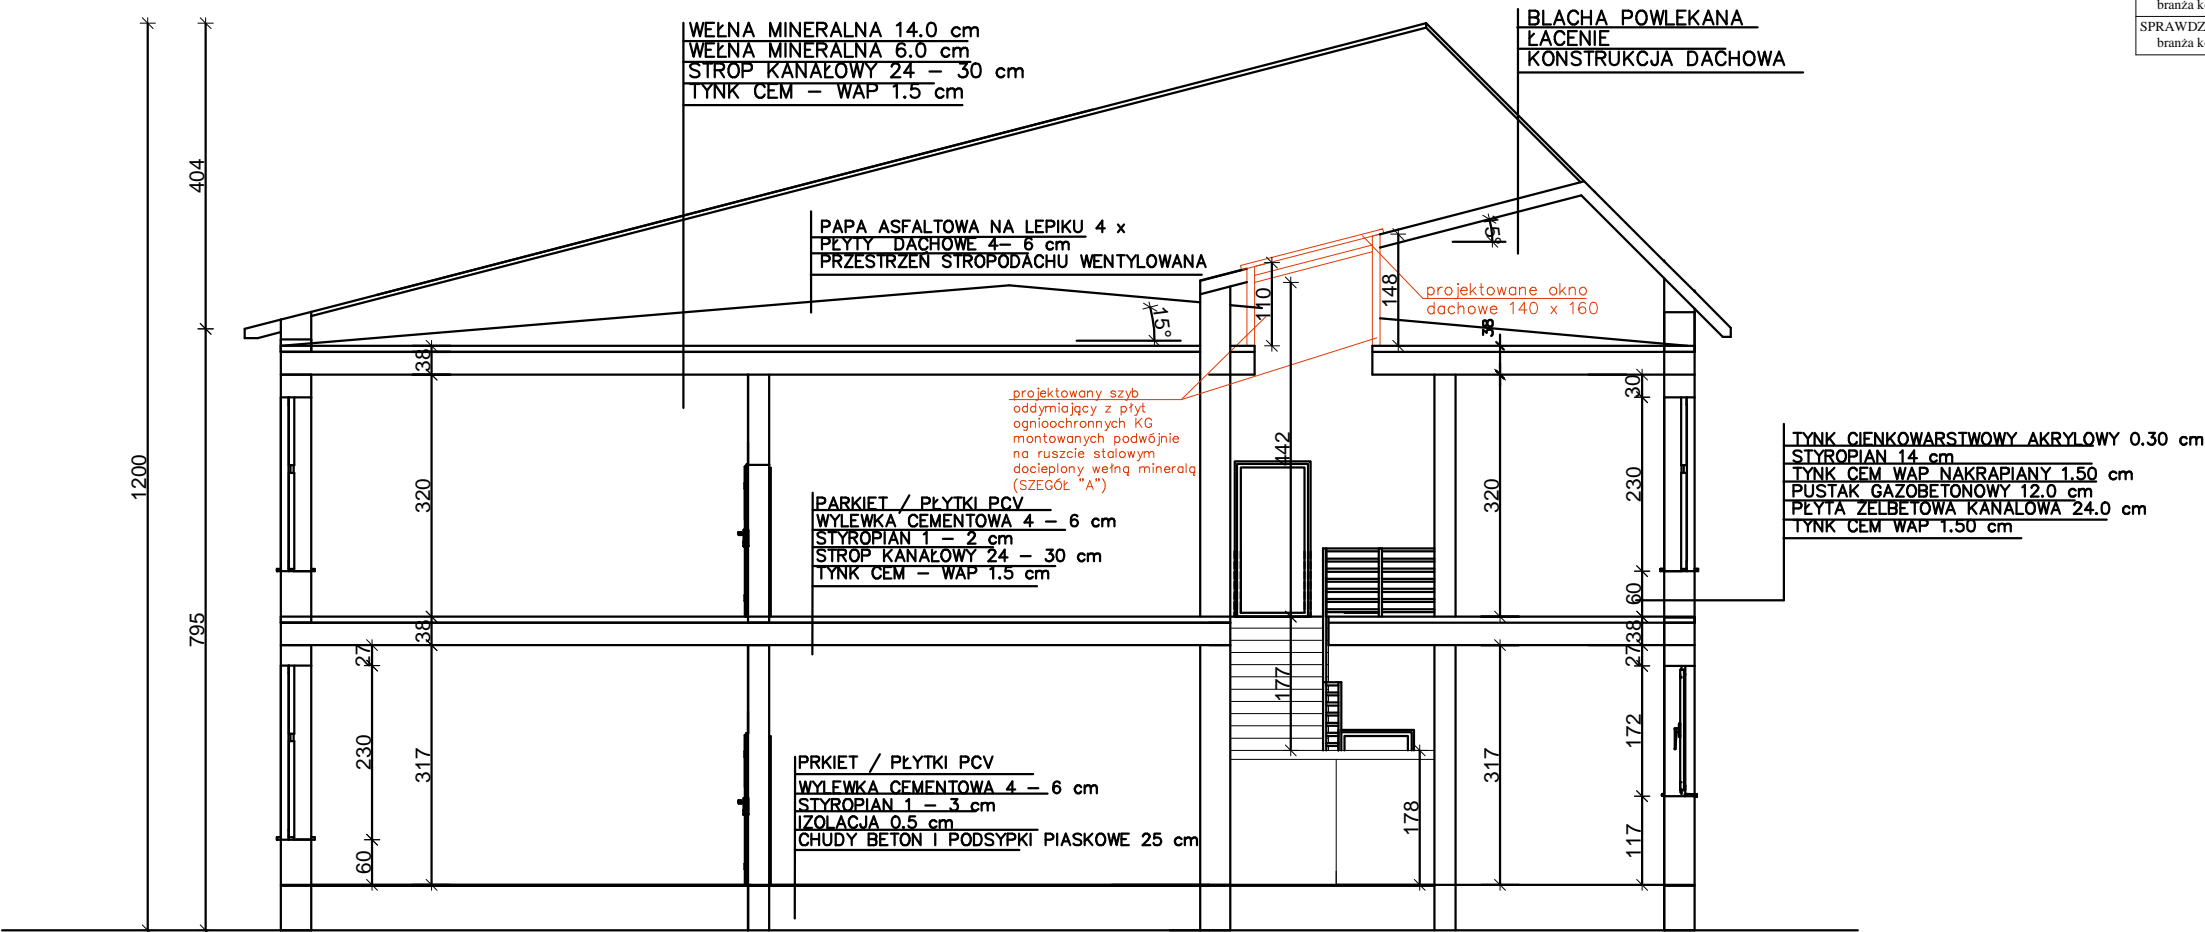 branża k
SPRAWDZ
branża k
WEŁNA MINERALNA 14.0 cm
WEŁNA MINERALNA 6.0 cm
STROP KANAŁOWY 24 - 30 cm
TYNK CEM - WAP 1.5 cm
BLACHA POWLEKANA
ŁACENIE
KONSTRUKCJA DACHOWA
PAPA ASFALTOWA NA LEPIKU 4 x
PŁYTY DACHOWE 4- 6 cm
PRZESTRZEŃ STROPODACHU WENTYLOWANA
projektowane okno
dachowe 140 x 160
projektowany szyb
oddymiający z płyt
ognioochronnych KG
montowanych podwójnie
na ruszcie stalowym
docieplony wełną mineralą
(SZEGÓŁ "A")
TYNK CIENKOWARSTWOWY AKRYLOWY 0.30 cm
STYROPIAN 14 cm
TYNK CEM WAP NAKRAPIANY 1.50 cm
PUSTAK GAZOBETONOWY 12.0 cm
PŁYTA ŻELBETOWA KANALOWA 24.0 cm
TYNK CEM WAP 1.50 cm
PARKIET / PŁYTKI PCV
WYLEWKA CEMENTOWA 4 - 6 cm
STYROPIAN 1 - 2 cm
STROP KANAŁOWY 24 - 30 cm
TYNK CEM - WAP 1.5 cm
PRKIET / PŁYTKI PCV
WYLEWKA CEMENTOWA 4 - 6 cm
STYROPIAN 1 - 3 cm
IZOLACJA 0.5 cm
CHUDY BETON I PODSYPKI PIASKOWE 25 cm
1200
404
795
38
320
38
317
27
230
60
15°
110
442
177
148
15°
178
320
317
30
230
60
38
27
172
117